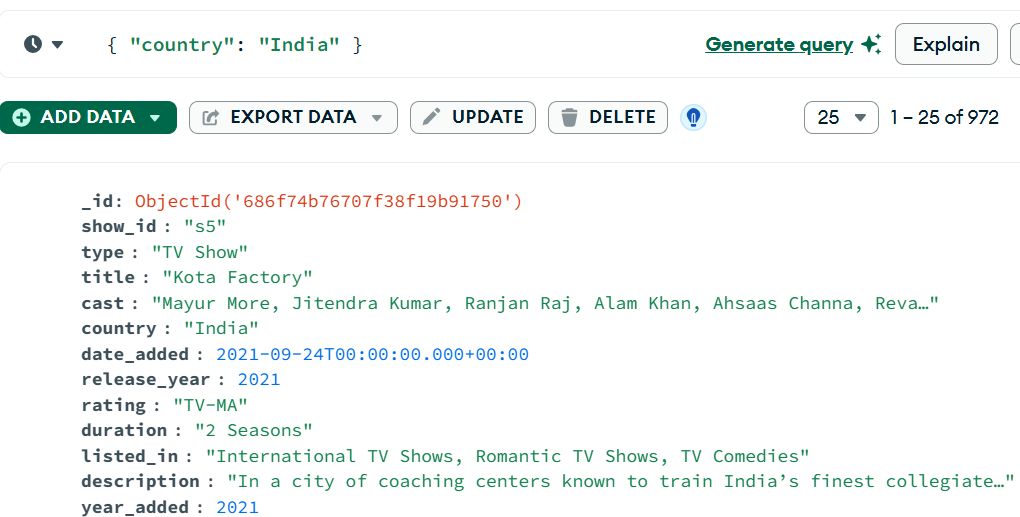 { "country": "India" }
Generate query
Explain
ADD DATA
EXPORT DATA
UPDATE
DELETE
25
1 – 25 of 972
_id: ObjectId('686f74b76707f38f19b91750')
show_id : "s5"
type : "TV Show"
title : "Kota Factory"
cast : "Mayur More, Jitendra Kumar, Ranjan Raj, Alam Khan, Ahsaas Channa, Reva…"
country : "India"
date_added : 2021-09-24T00:00:00.000+00:00
release_year : 2021
rating : "TV-MA"
duration : "2 Seasons"
listed_in : "International TV Shows, Romantic TV Shows, TV Comedies"
description : "In a city of coaching centers known to train India’s finest collegiate…"
year_added : 2021